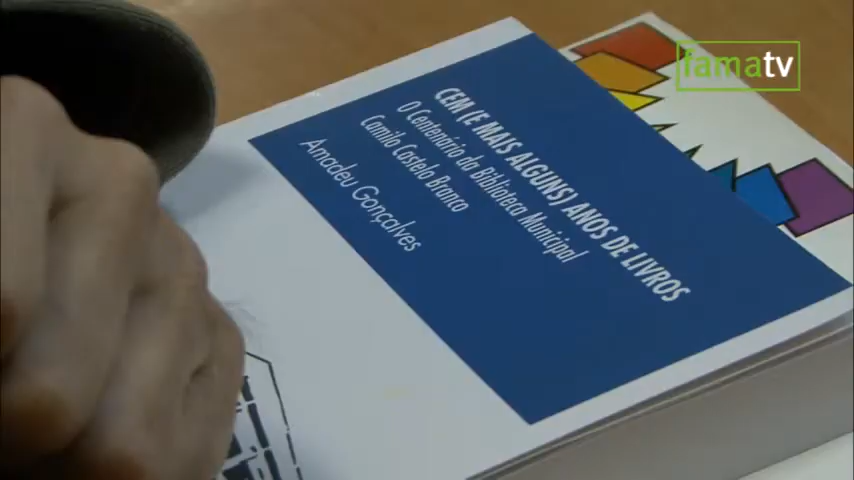 famatv
CEM (E MAIS ALGUNS) ANOS DE LIVROS
O Centenário da Biblioteca Municipal
Camilo Castelo Branco
Amadeu Gonçalves